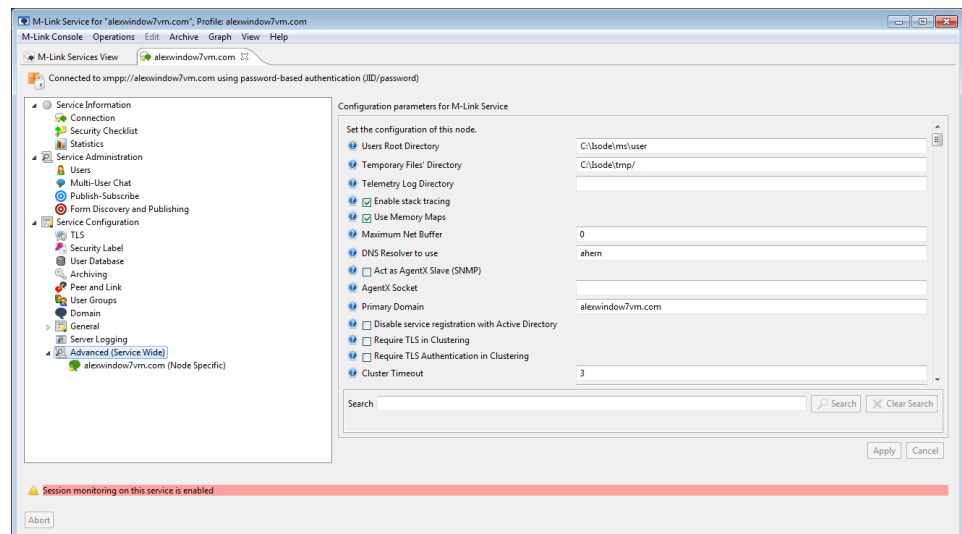 M-Link Service for "alexwindow7vm.com", Profile: alexwindow7vm.com
M-Link Console Operations Edit Archive Graph View Help
M-Link Services View alexwindow7vm.com
Connected to xmpp://alexwindow7vm.com using password-based authentication (JID/password)
Service Information
Connection
Security Checklist
Statistics
Service Administration
Users
Multi-User Chat
Publish-Subscribe
Form Discovery and Publishing
Service Configuration
TLS
Security Label
User Database
Archiving
Peer and Link
User Groups
Domain
General
Server Logging
Advanced (Service Wide)
alexwindow7vm.com (Node Specific)
Configuration parameters for M-Link Service
Set the configuration of this node.
Users Root Directory C:\Isode\ms\user
Temporary Files' Directory C:\Isode\tmp/
Telemetry Log Directory
Enable stack tracing
Use Memory Maps
Maximum Net Buffer 0
DNS Resolver to use ahern
Act as AgentX Slave (SNMP)
AgentX Socket
Primary Domain alexwindow7vm.com
Disable service registration with Active Directory
Require TLS in Clustering
Require TLS Authentication in Clustering
Cluster Timeout 3
Search Search Clear Search
Apply Cancel
Session monitoring on this service is enabled
Abort